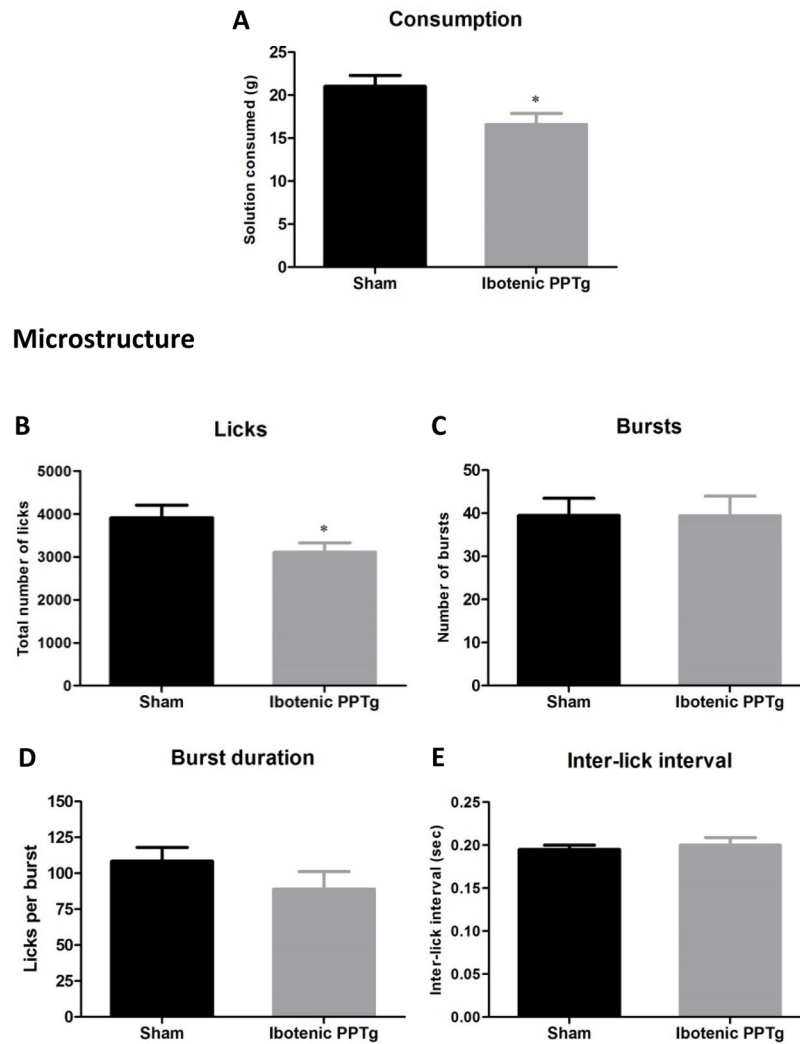 A
Consumption
Solution consumed (g)
25
20
15
10
5
0
*
Sham
Ibotenic PPTg
Microstructure
B
Licks
Total number of licks
5000
4000
3000
2000
1000
0
*
Sham
Ibotenic PPTg
C
Bursts
Number of bursts
50
40
30
20
10
0
Sham
Ibotenic PPTg
D
Burst duration
Licks per burst
150
125
100
75
50
25
0
Sham
Ibotenic PPTg
E
Inter-lick interval
Inter-lick interval (sec)
0.25
0.20
0.15
0.10
0.05
0.00
Sham
Ibotenic PPTg